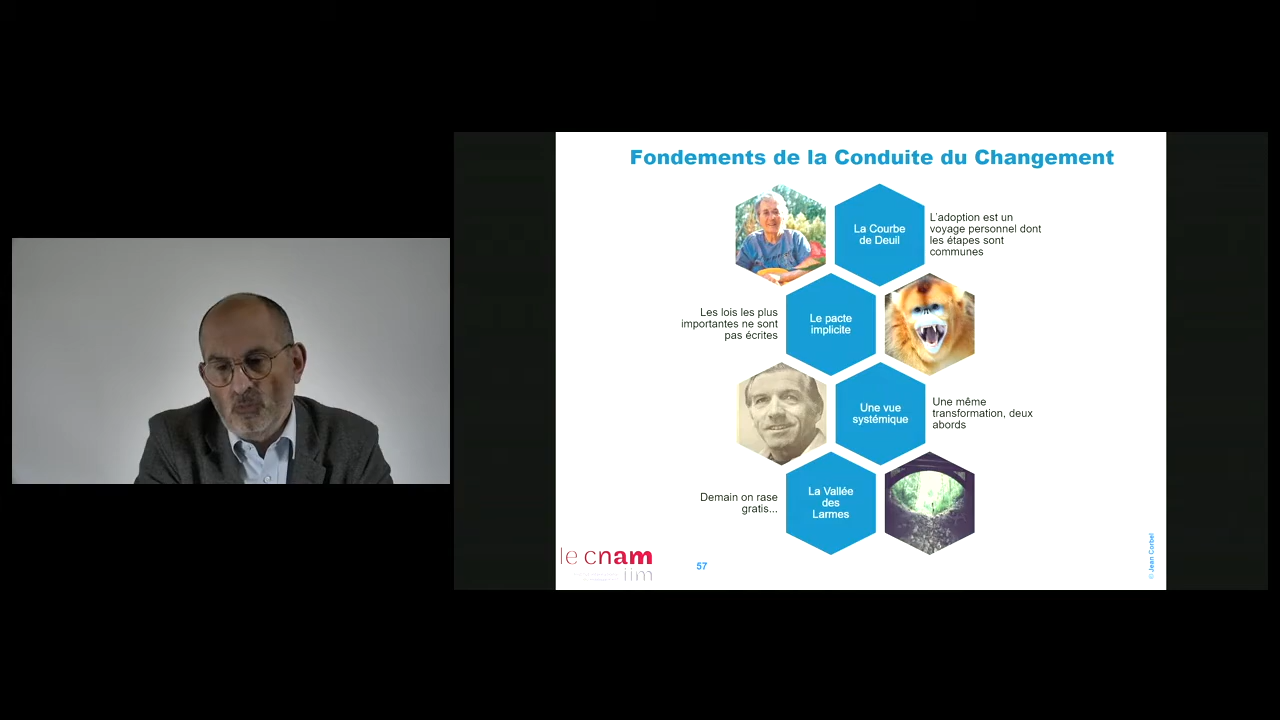 Fondements de la Conduite du Changement
La Courbe
de Deuil
L'adoption est un
voyage personnel dont
les étapes sont
communes
Les lois les plus
importantes ne sont
pas écrites
Le pacte
implicite
Une vue
systémique
Une même
transformation, deux
abords
Demain on rase
gratis...
La Vallée
des
Larmes
le cnam
iim
57
© Jean Corbel